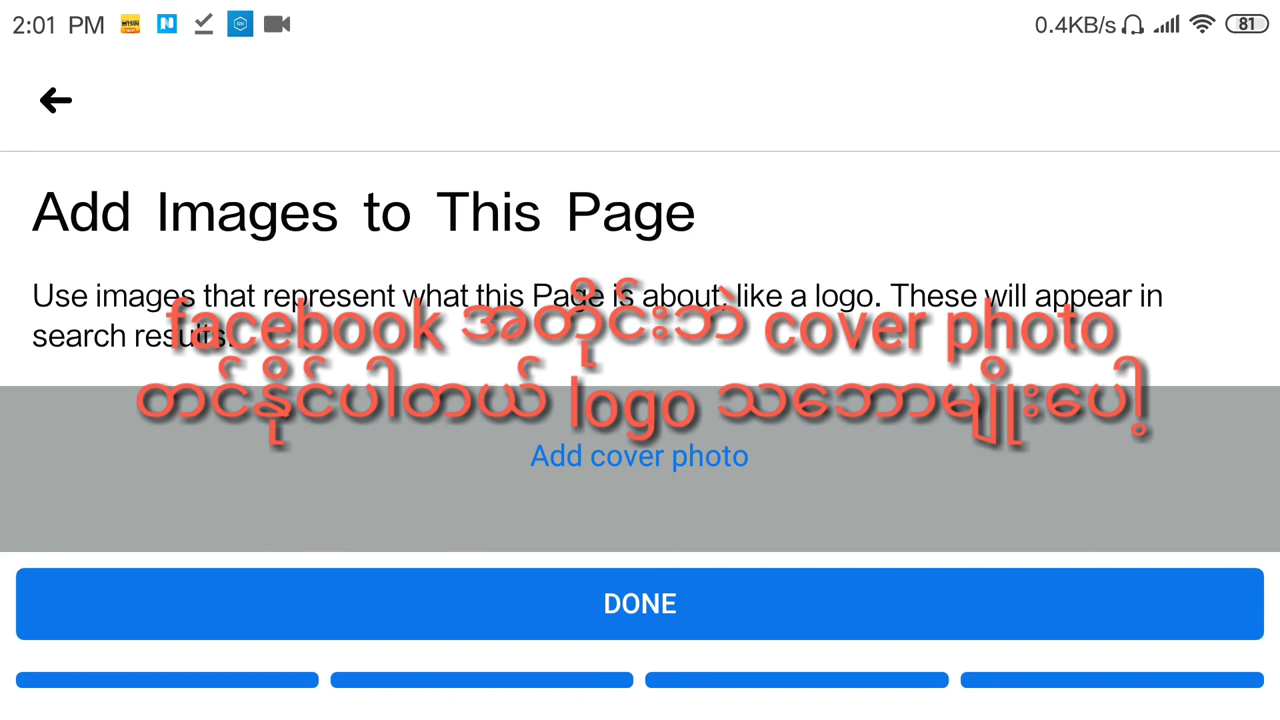 2:01 PM
0.4KB/s
81
Add Images to This Page
Use images that represent what this Page is about, like a logo. These will appear in
search results.
facebook အတိုင်းဘဲ cover photo
တင်နိုင်ပါတယ် logo သဘောမျိုးပေါ့
Add cover photo
DONE